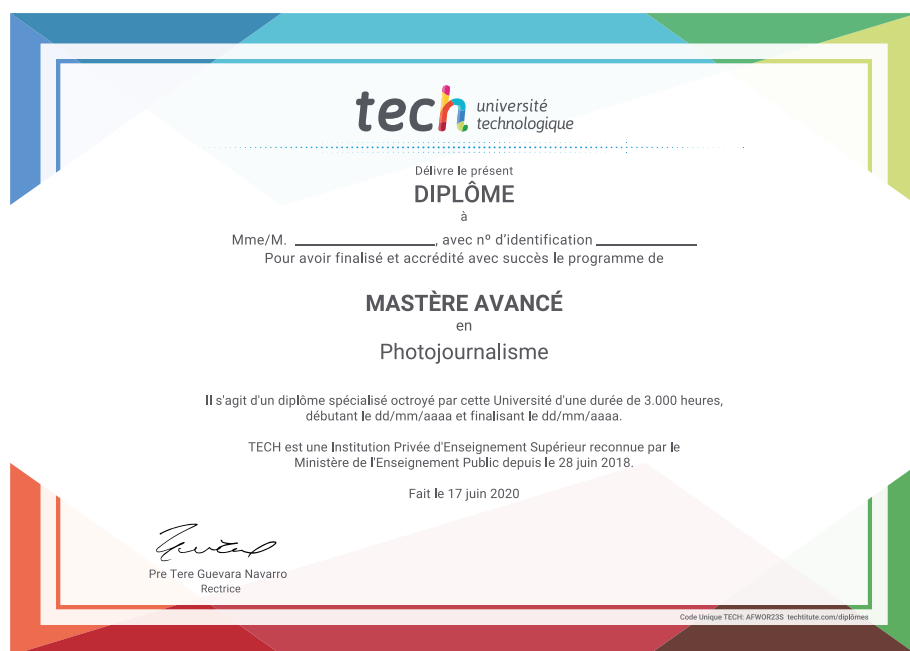 tech université
technologique
Délivre le présent
DIPLÔME
à
Mme/M. ____________, avec nº d'identification ____________
Pour avoir finalisé et accrédité avec succès le programme de
MASTÈRE AVANCÉ
en
Photojournalisme
Il s'agit d'un diplôme spécialisé octroyé par cette Université d'une durée de 3.000 heures,
débutant le dd/mm/aaaa et finalisant le dd/mm/aaaa.
TECH est une Institution Privée d'Enseignement Supérieur reconnue par le
Ministère de l'Enseignement Public depuis le 28 juin 2018.
Fait le 17 juin 2020
Pre Tere Guevara Navarro
Rectrice
Code Unique TECH: AFWOR23S techtitute.com/diplômes